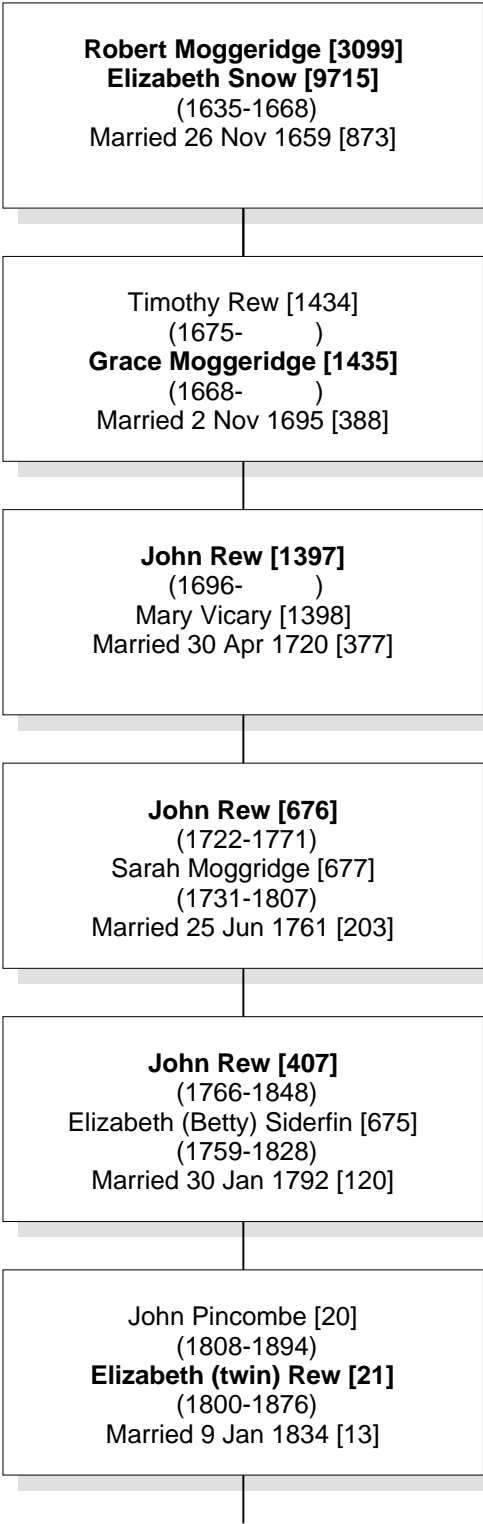 Robert Moggeridge [3099]
Elizabeth Snow [9715]
(1635-1668)
Married 26 Nov 1659 [873]
Timothy Rew [1434]
(1675- )
Grace Moggeridge [1435]
(1668- )
Married 2 Nov 1695 [388]
John Rew [1397]
(1696- )
Mary Vicary [1398]
Married 30 Apr 1720 [377]
John Rew [676]
(1722-1771)
Sarah Moggridge [677]
(1731-1807)
Married 25 Jun 1761 [203]
John Rew [407]
(1766-1848)
Elizabeth (Betty) Siderfin [675]
(1759-1828)
Married 30 Jan 1792 [120]
John Pincombe [20]
(1808-1894)
Elizabeth (twin) Rew [21]
(1800-1876)
Married 9 Jan 1834 [13]